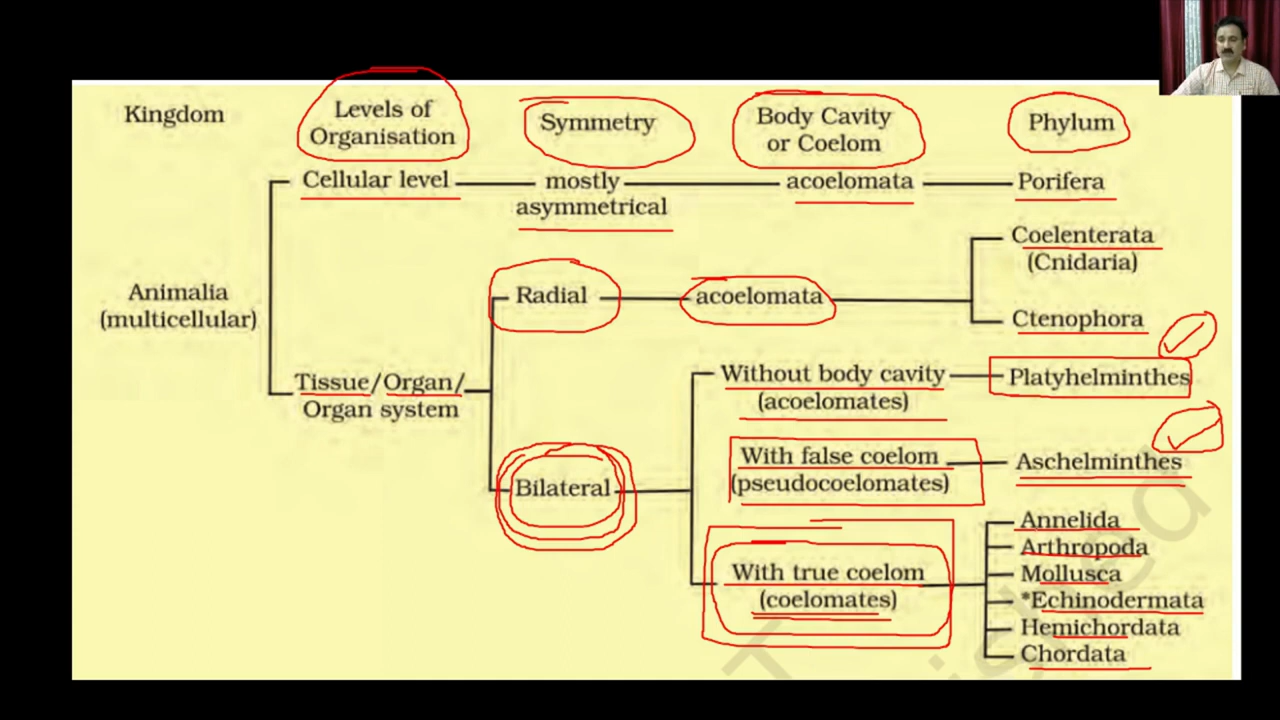 Kingdom
Levels of
Organisation
Symmetry
Body Cavity
or Coelom
Phylum
Cellular level
mostly
asymmetrical
acoelomata
Porifera
Animalia
(multicellular)
Radial
acoelomata
Coelenterata
(Cnidaria)
Ctenophora
Tissue/Organ/
Organ system
Without body cavity
(acoelomates)
Platyhelminthes
Bilateral
With false coelom
(pseudocoelomates)
Aschelminthes
With true coelom
(coelomates)
Annelida
Arthropoda
Mollusca
*Echinodermata
Hemichordata
Chordata